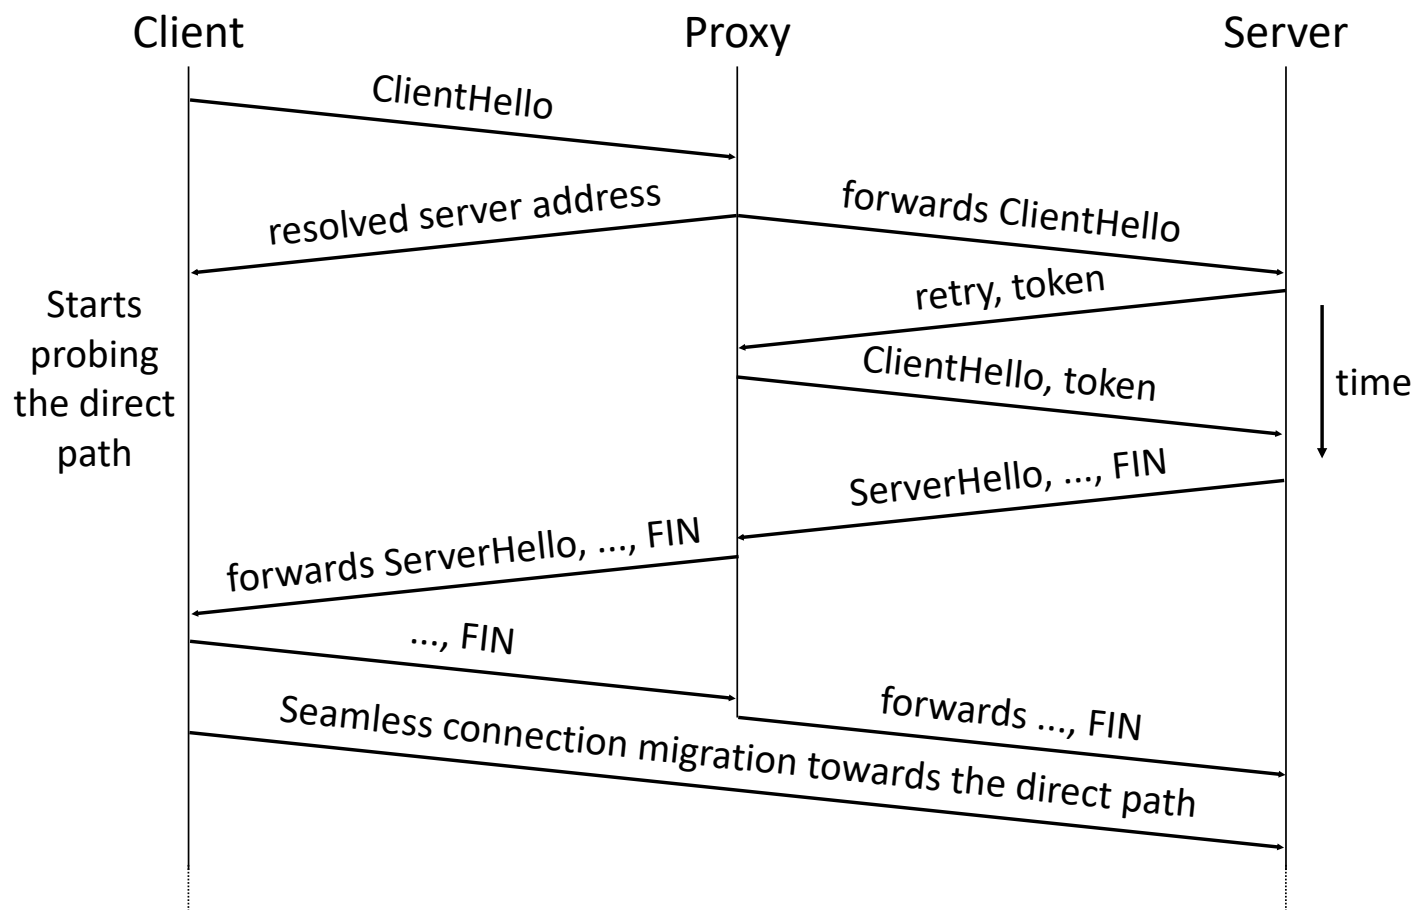 Client
Proxy
Server
ClientHello
resolved server address
forwards ClientHello
retry, token
Starts
probing
the direct
path
ClientHello, token
time
ServerHello, ..., FIN
forwards ServerHello, ..., FIN
..., FIN
forwards ..., FIN
Seamless connection migration towards the direct path